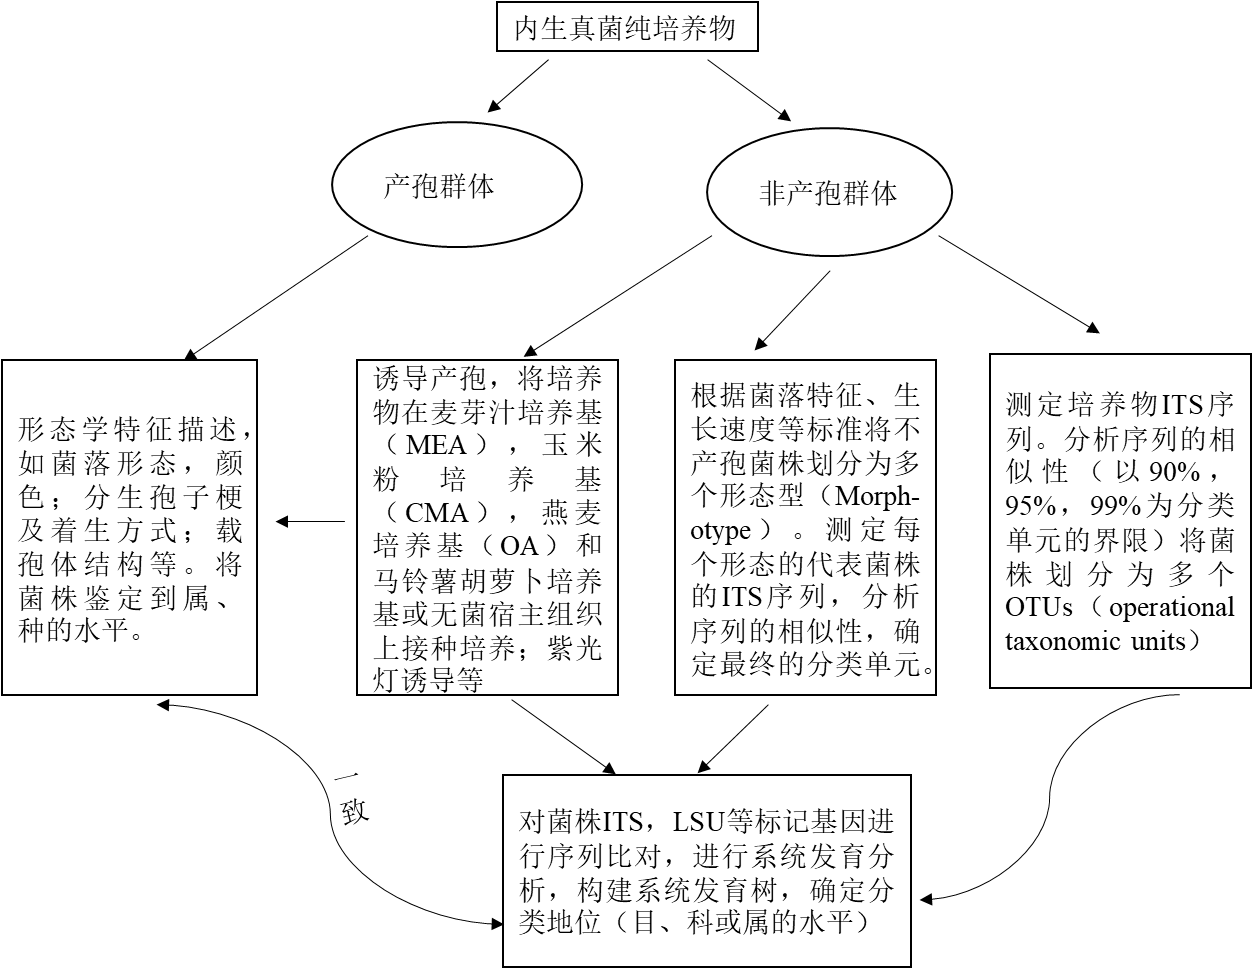 内生真菌纯培养物
产孢群体
非产孢群体
形态学特征描述，
如菌落形态，颜
色；分生孢子梗
及着生方式；载
孢体结构等。将
菌株鉴定到属、
种的水平。
诱导产孢，将培养
物在麦芽汁培养基
（MEA），玉米
粉培养基
（CMA），燕麦
培养基（OA）和
马铃薯胡萝卜培养
基或无菌宿主组织
上接种培养；紫光
灯诱导等
根据菌落特征、生
长速度等标准将不
产孢菌株划分为多
个形态型（Morph-
otype）。测定每
个形态的代表菌株
的ITS序列，分析
序列的相似性，确
定最终的分类单元。
测定培养物ITS序
列。分析序列的相
似性（以90%，
95%，99%为分类
单元的界限）将菌
株划分为多个
OTUs（operational
taxonomic units）
一
致
对菌株ITS，LSU等标记基因进
行序列比对，进行系统发育分
析，构建系统发育树，确定分
类地位（目、科或属的水平）